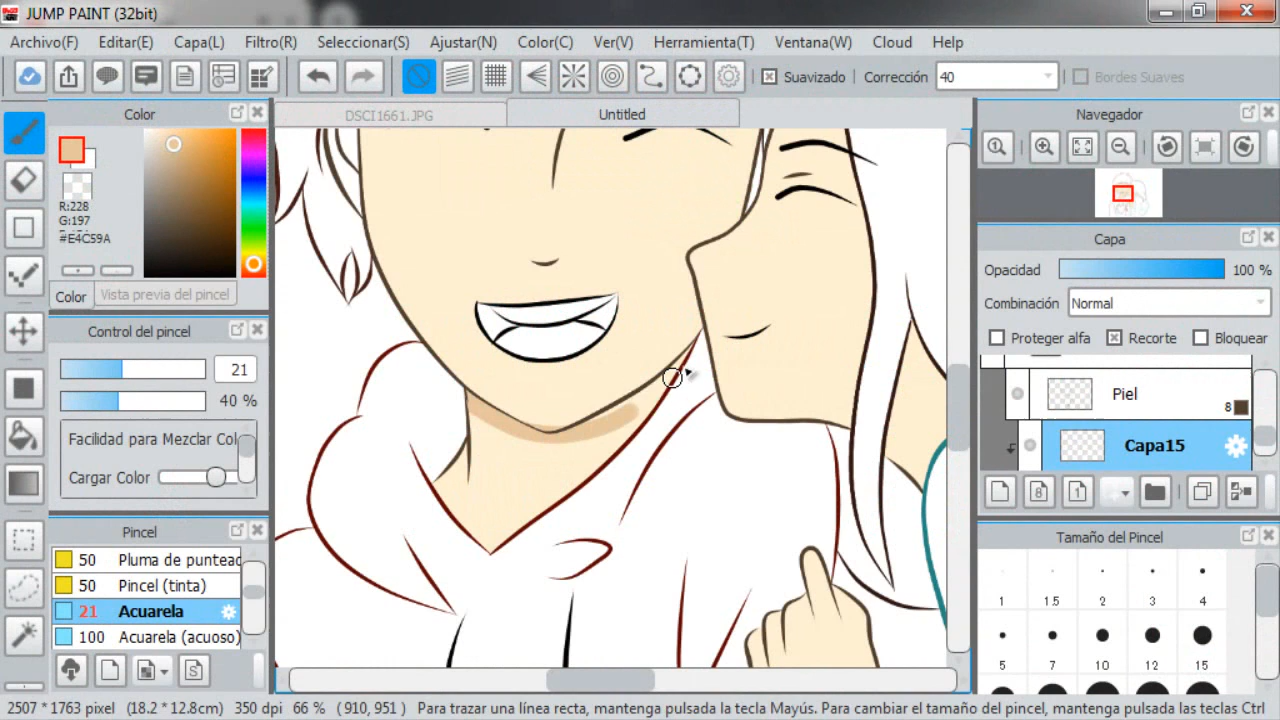 JUMP PAINT (32bit)
Archivo(F) Editar(E) Capa(L) Filtro(R) Seleccionar(S) Ajustar(N) Color(C) Ver(V) Herramienta(T) Ventana(W) Cloud Help
Suavizado Corrección 40 Bordes Suaves
Color
DSCI1661.JPG Untitled
Navegador
R:228
G:197
#E4C59A
Color Vista previa del pincel
Capa
Opacidad 100 %
Combinación Normal
Proteger alfa Recorte Bloquear
Piel
8
Capa15
Control del pincel
21
40 %
Facilidad para Mezclar Col
Cargar Color
Pincel
50 Pluma de puntead
50 Pincel (tinta)
21 Acuarela
100 Acuarela (acuoso)
8 1
Tamaño del Pincel
1 1.5 2 3 4
5 7 10 12 15
2507 * 1763 pixel (18.2 * 12.8cm) 350 dpi 66 % ( 910, 951 ) Para trazar una línea recta, mantenga pulsada la tecla Mayús. Para cambiar el tamaño del pincel, mantenga pulsadas las teclas Ctrl